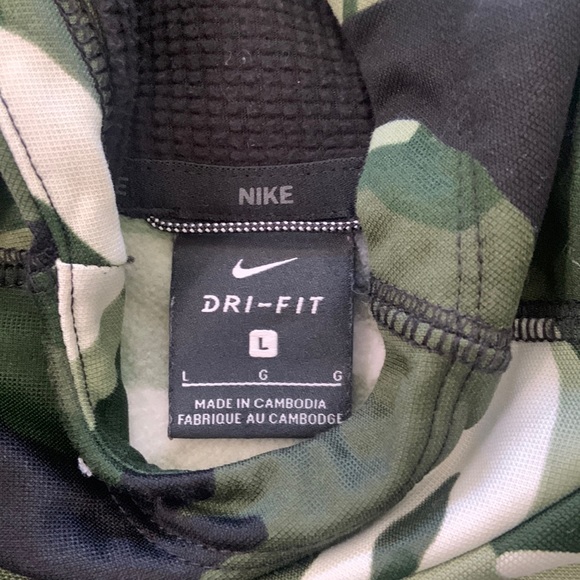 NIKE
DRI-FIT
L
L G G
MADE IN CAMBODIA
FABRIQUE AU CAMBODGE